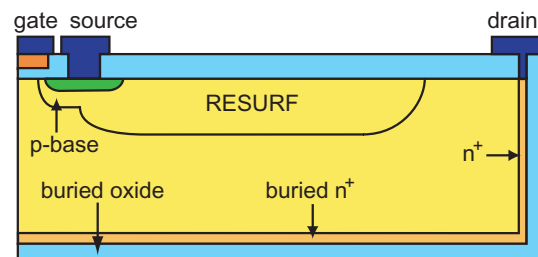 gate source drain
RESURF
p-base
n⁺
buried oxide
buried n⁺